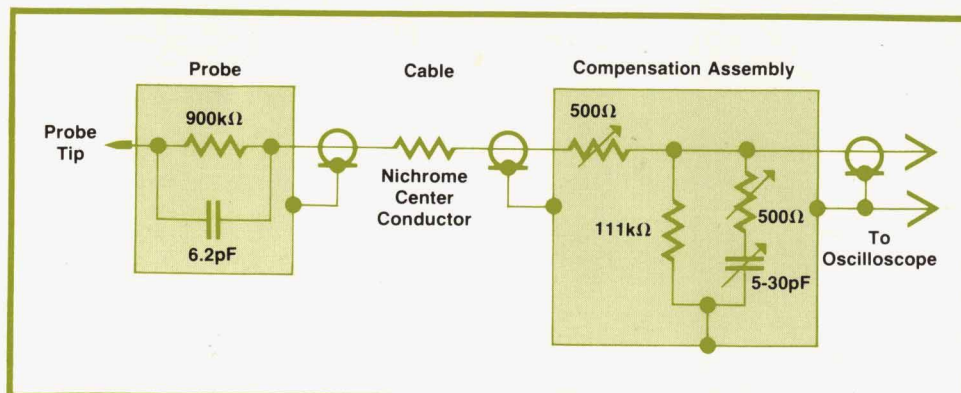 Probe
Cable
Compensation Assembly
900kΩ
500Ω
Probe
Tip
Nichrome
Center
Conductor
111kΩ
500Ω
To
Oscilloscope
6.2pF
5-30pF